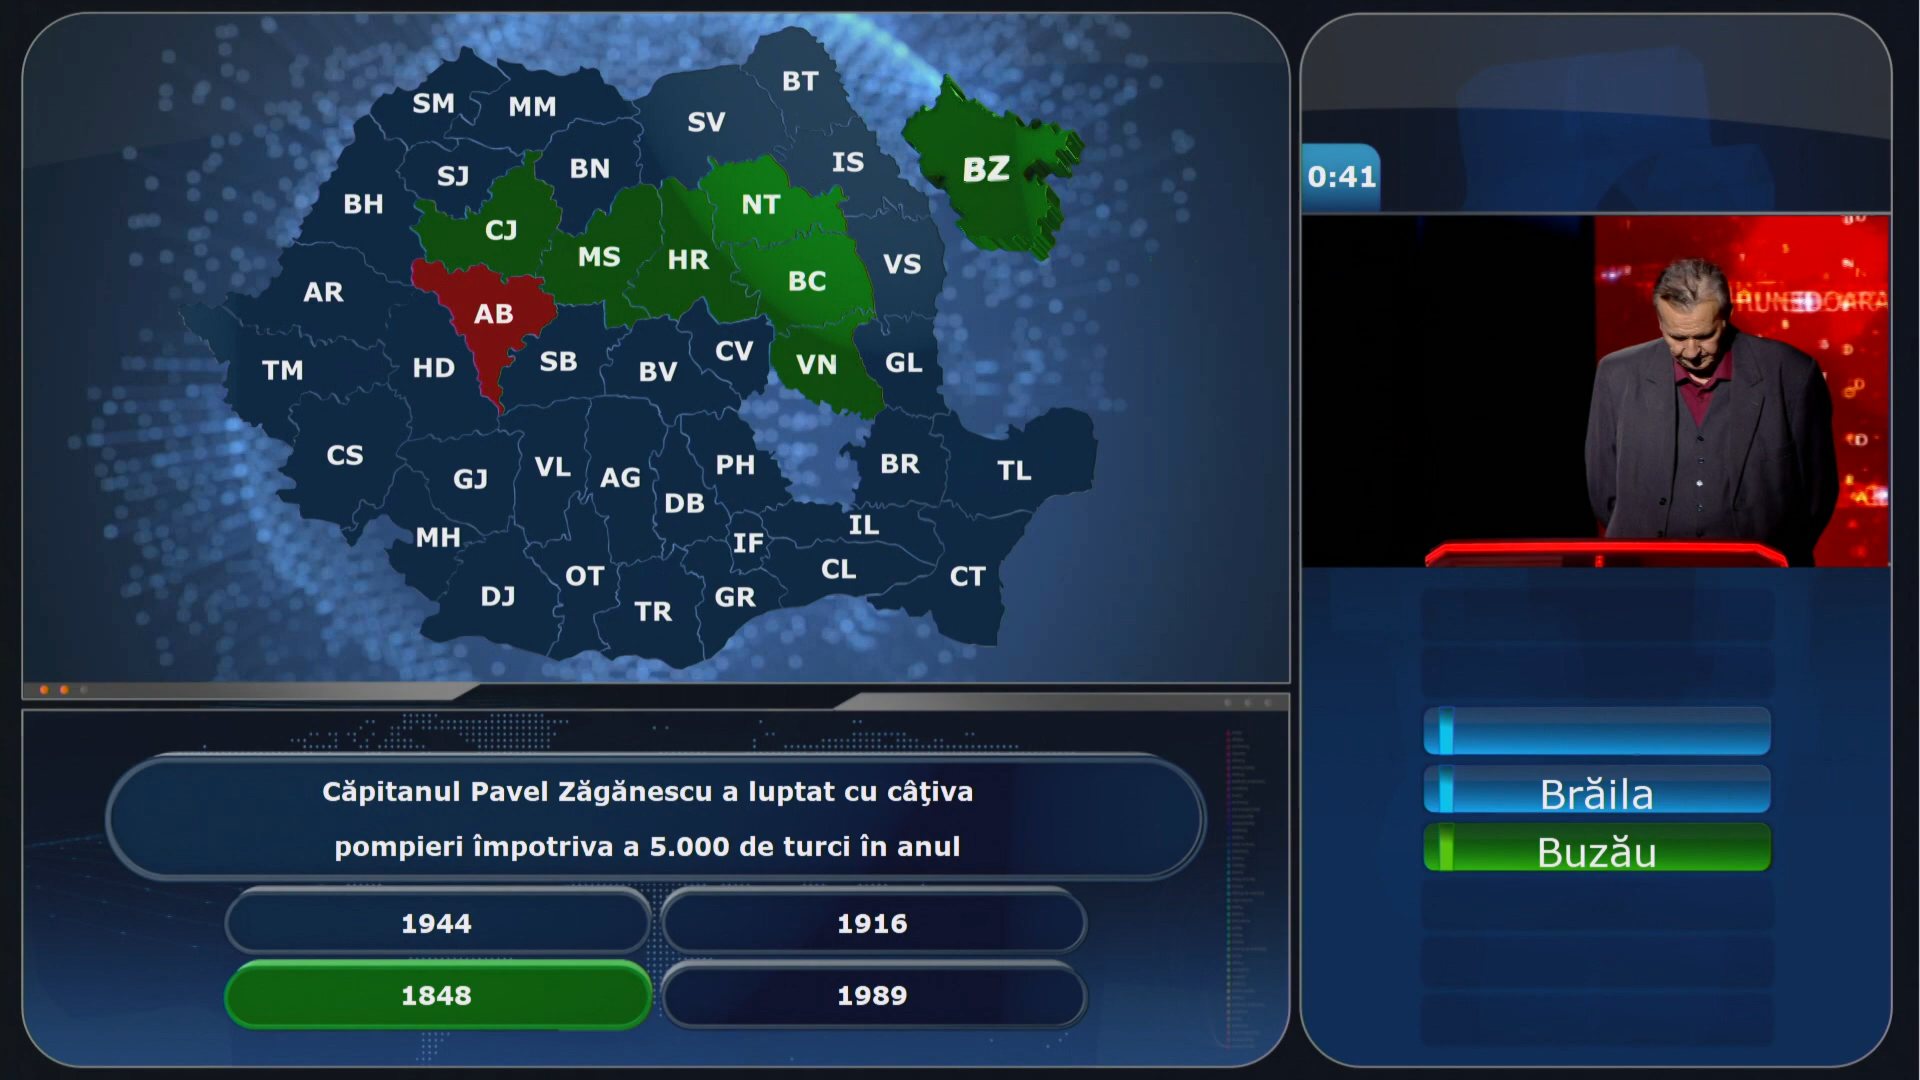 BT
SM
MM
SV
IS
BZ
SJ
BN
BH
NT
CJ
MS
HR
VS
BC
AR
AB
CV
SB
VN
GL
TM
HD
BV
CS
VL
PH
BR
TL
GJ
AG
DB
MH
IF
IL
OT
CL
CT
DJ
TR
GR
0:41
HUNEDOARA
Brăila
Buzău
Căpitanul Pavel Zăgănescu a luptat cu câţiva
pompieri împotriva a 5.000 de turci în anul
1944
1916
1848
1989